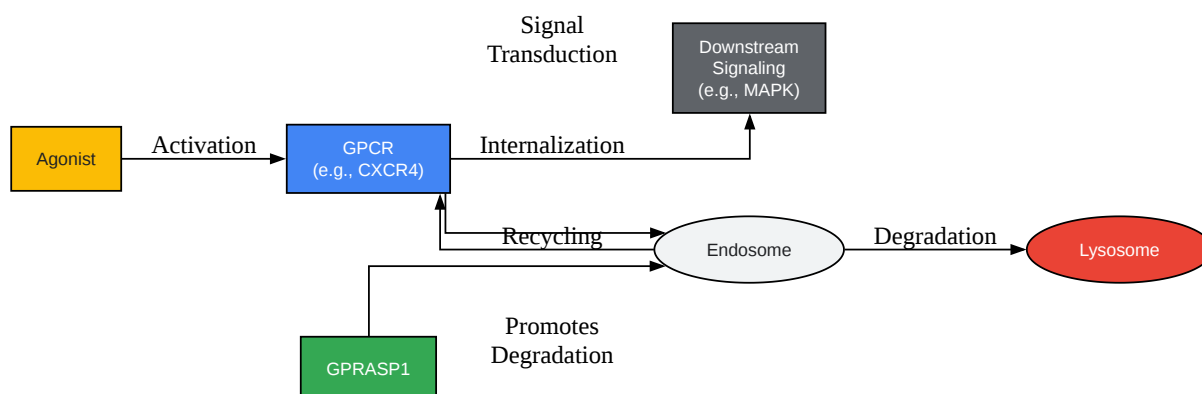 Signal
Transduction
Downstream
Signaling
(e.g., MAPK)
Agonist
Activation
GPCR
(e.g., CXCR4)
Internalization
Recycling
Endosome
Degradation
Lysosome
Promotes
Degradation
GPRASP1